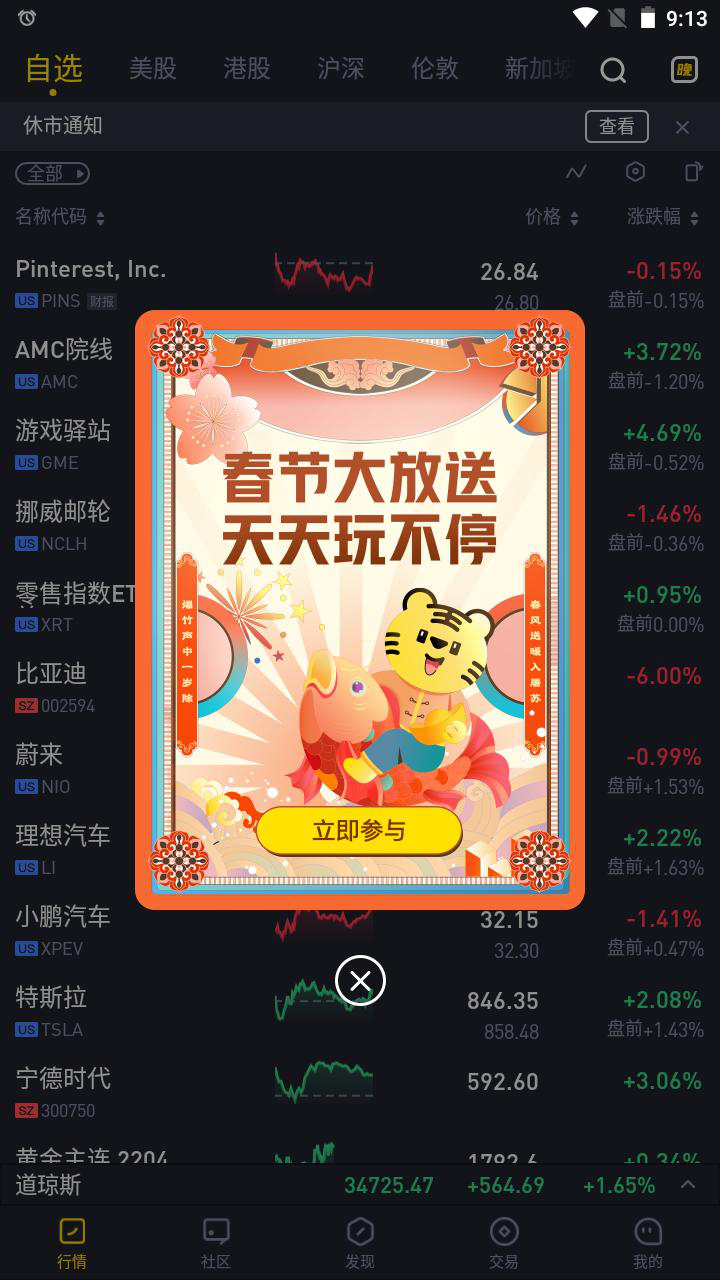 9:13
自选 美股 港股 沪深 伦敦 新加坡 晚
休市通知 查看
全部
名称代码 价格 涨跌幅
Pinterest, Inc. 26.84 -0.15%
US PINS 财报 26.80 盘前-0.15%
AMC院线 +3.72%
US AMC 盘前-1.20%
游戏驿站 +4.69%
US GME 盘前-0.52%
挪威邮轮 -1.46%
US NCLH 盘前-0.36%
零售指数ET +0.95%
US XRT 盘前0.00%
比亚迪 -6.00%
SZ 002594
蔚来 -0.99%
US NIO 盘前+1.53%
理想汽车 +2.22%
US LI 盘前+1.63%
小鹏汽车 32.15 -1.41%
US XPEV 32.30 盘前+0.47%
特斯拉 846.35 +2.08%
US TSLA 858.48 盘前+1.43%
宁德时代 592.60 +3.06%
SZ 300750
黄金主连 2204 1792.6 +0.34%
春节大放送
天天玩不停
爆竹声中一岁除
春风送暖入屠苏
立即参与
道琼斯 34725.47 +564.69 +1.65%
行情 社区 发现 交易 我的